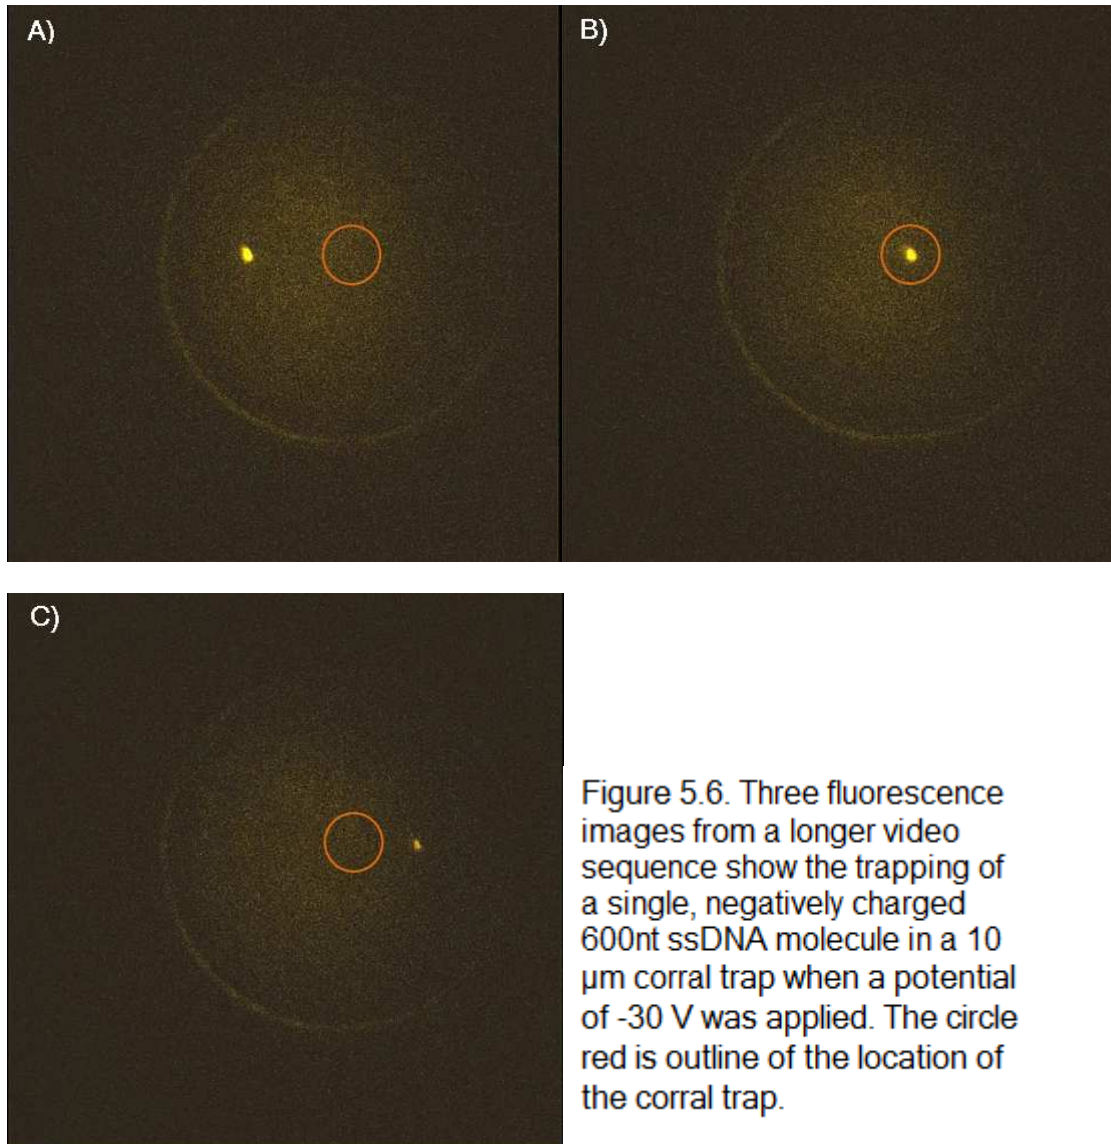 A)
B)
C)
Figure 5.6. Three fluorescence
images from a longer video
sequence show the trapping of
a single, negatively charged
600nt ssDNA molecule in a 10
µm corral trap when a potential
of -30 V was applied. The circle
red is outline of the location of
the corral trap.